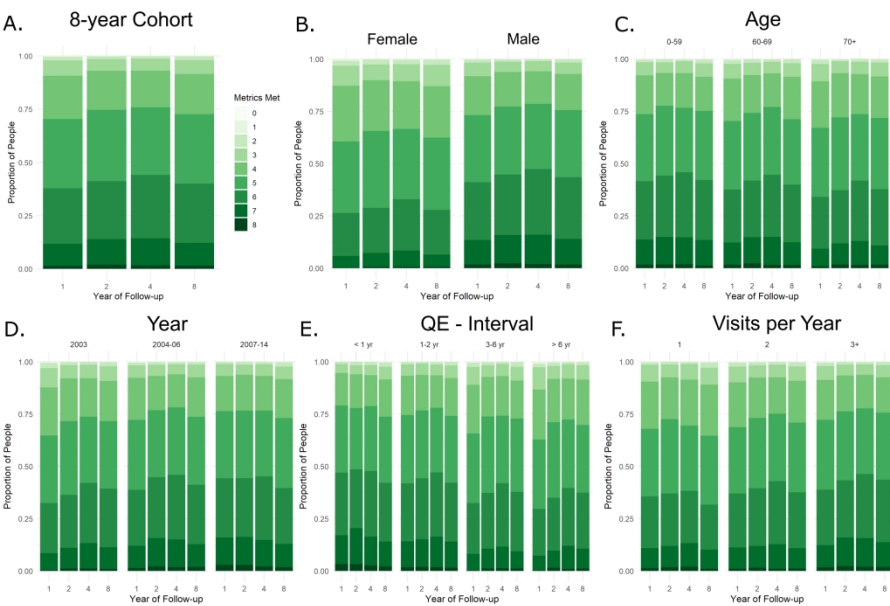 A. 8-year Cohort
1.00
0.75
0.50
0.25
0.00
Proportion of People
1 2 4 8
1 2 4 8
Year of Follow-up
Metrics Met
0
1
2
3
4
5
6
7
8
B.
Female Male
1.00
0.75
0.50
0.25
0.00
Proportion of People
1 2 4 8 1 2 4 8
Year of Follow-up
C. Age
0-59 60-69 70+
1.00
0.75
0.50
0.25
0.00
Proportion of People
1 2 4 8 1 2 4 8 1 2 4 8
Year of Follow-up
D. Year
2003 2004-06 2007-14
1.00
0.75
0.50
0.25
0.00
Proportion of People
1 2 4 8 1 2 4 8 1 2 4 8
Year of Follow-up
E. QE - Interval
< 1 yr 1-2 yr 3-6 yr > 6 yr
1.00
0.75
0.50
0.25
0.00
Proportion of People
1 2 4 8 1 2 4 8 1 2 4 8 1 2 4 8
Year of Follow-up
F. Visits per Year
1 2 3+
1.00
0.75
0.50
0.25
0.00
Proportion of People
1 2 4 8 1 2 4 8 1 2 4 8
Year of Follow-up